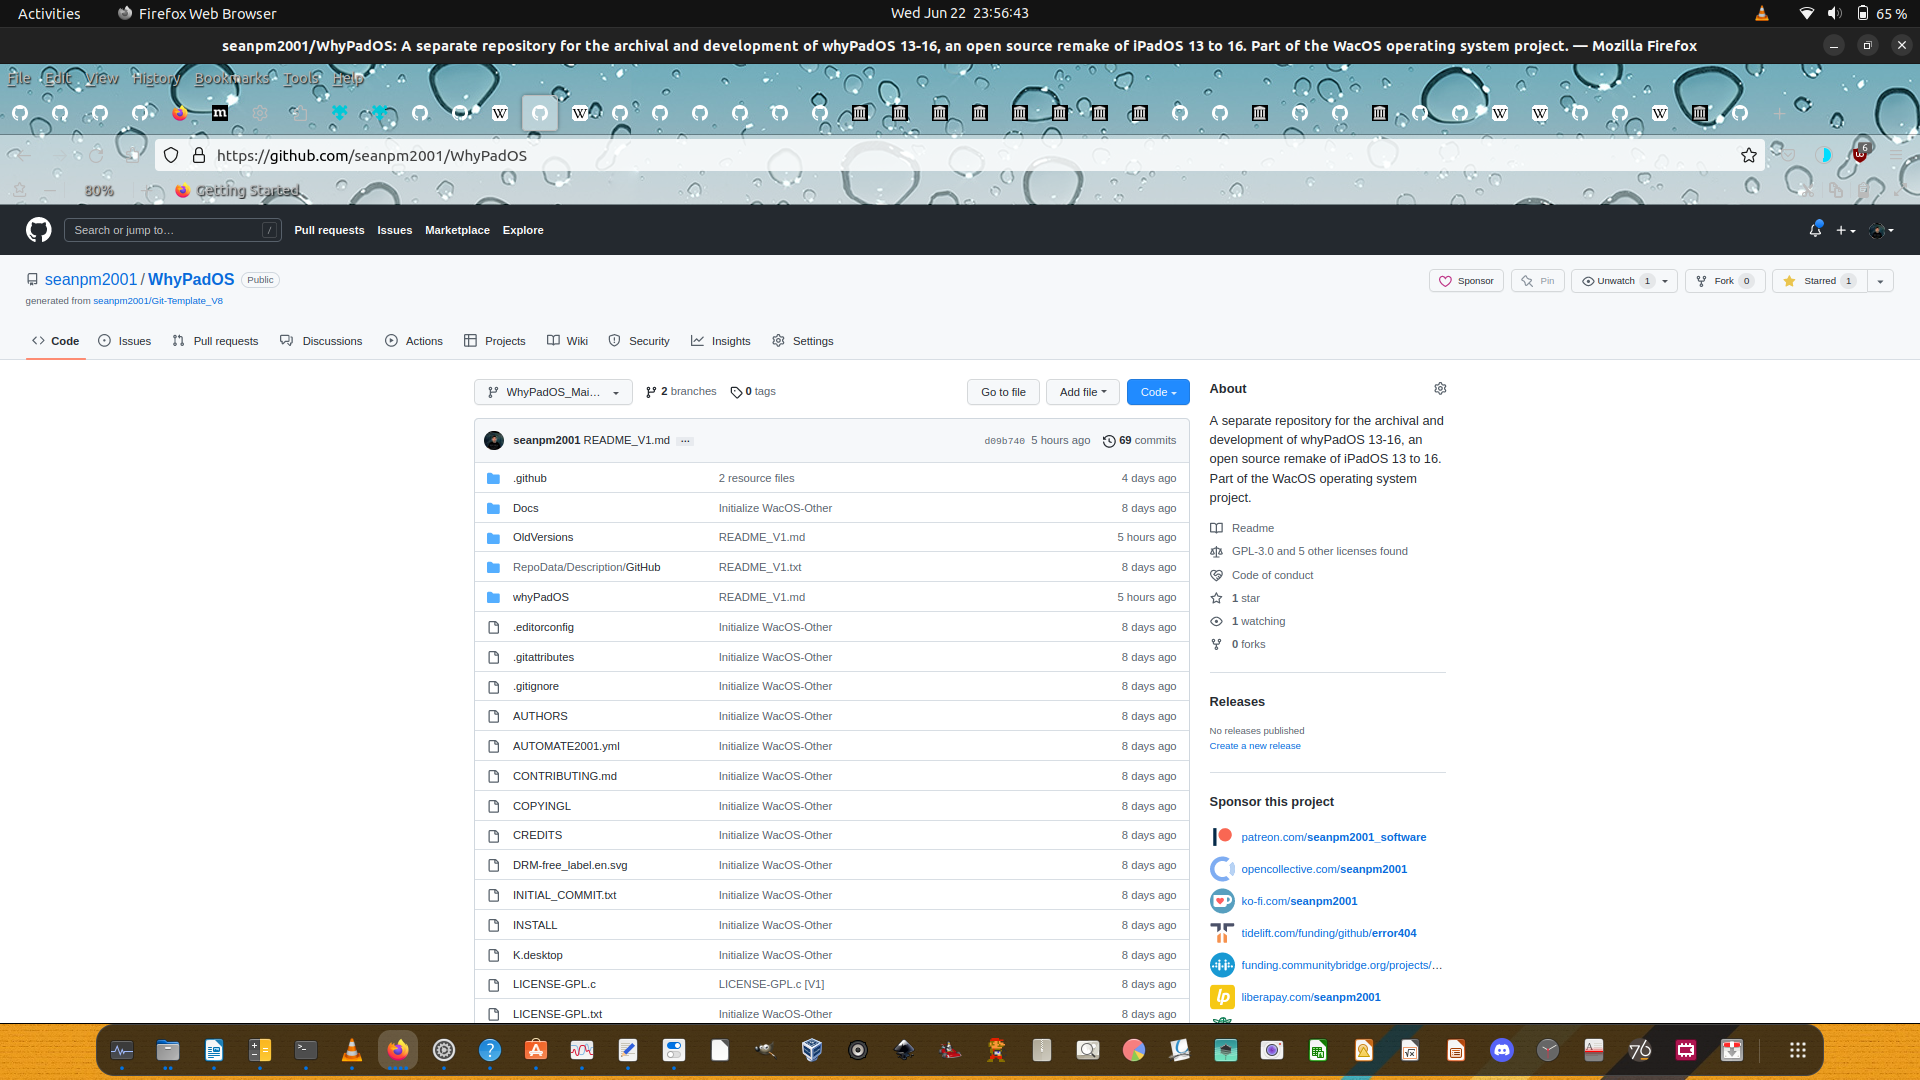 Activities Firefox Web Browser Wed Jun 22 23:56:43 65 %
seanpm2001/WhyPadOS: A separate repository for the archival and development of whyPadOS 13-16, an open source remake of iPadOS 13 to 16. Part of the WacOS operating system project. — Mozilla Firefox
File Edit View History Bookmarks Tools Help
https://github.com/seanpm2001/WhyPadOS 6
80% Getting Started
Search or jump to… / Pull requests Issues Marketplace Explore
seanpm2001 / WhyPadOS Public Sponsor Pin Unwatch 1 Fork 0 Starred 1
generated from seanpm2001/Git-Template_V8
Code Issues Pull requests Discussions Actions Projects Wiki Security Insights Settings
WhyPadOS_Mai… 2 branches 0 tags Go to file Add file Code
seanpm2001 README_V1.md ... d09b740 5 hours ago 69 commits
.github 2 resource files 4 days ago
Docs Initialize WacOS-Other 8 days ago
OldVersions README_V1.md 5 hours ago
RepoData/Description/GitHub README_V1.txt 8 days ago
whyPadOS README_V1.md 5 hours ago
.editorconfig Initialize WacOS-Other 8 days ago
.gitattributes Initialize WacOS-Other 8 days ago
.gitignore Initialize WacOS-Other 8 days ago
AUTHORS Initialize WacOS-Other 8 days ago
AUTOMATE2001.yml Initialize WacOS-Other 8 days ago
CONTRIBUTING.md Initialize WacOS-Other 8 days ago
COPYINGL Initialize WacOS-Other 8 days ago
CREDITS Initialize WacOS-Other 8 days ago
DRM-free_label.en.svg Initialize WacOS-Other 8 days ago
INITIAL_COMMIT.txt Initialize WacOS-Other 8 days ago
INSTALL Initialize WacOS-Other 8 days ago
K.desktop Initialize WacOS-Other 8 days ago
LICENSE-GPL.c LICENSE-GPL.c [V1] 8 days ago
LICENSE-GPL.txt Initialize WacOS-Other 8 days ago
About
A separate repository for the archival and
development of whyPadOS 13-16, an
open source remake of iPadOS 13 to 16.
Part of the WacOS operating system
project.
Readme
GPL-3.0 and 5 other licenses found
Code of conduct
1 star
1 watching
0 forks
Releases
No releases published
Create a new release
Sponsor this project
patreon.com/seanpm2001_software
opencollective.com/seanpm2001
ko-fi.com/seanpm2001
tidelift.com/funding/github/error404
funding.communitybridge.org/projects/…
liberapay.com/seanpm2001